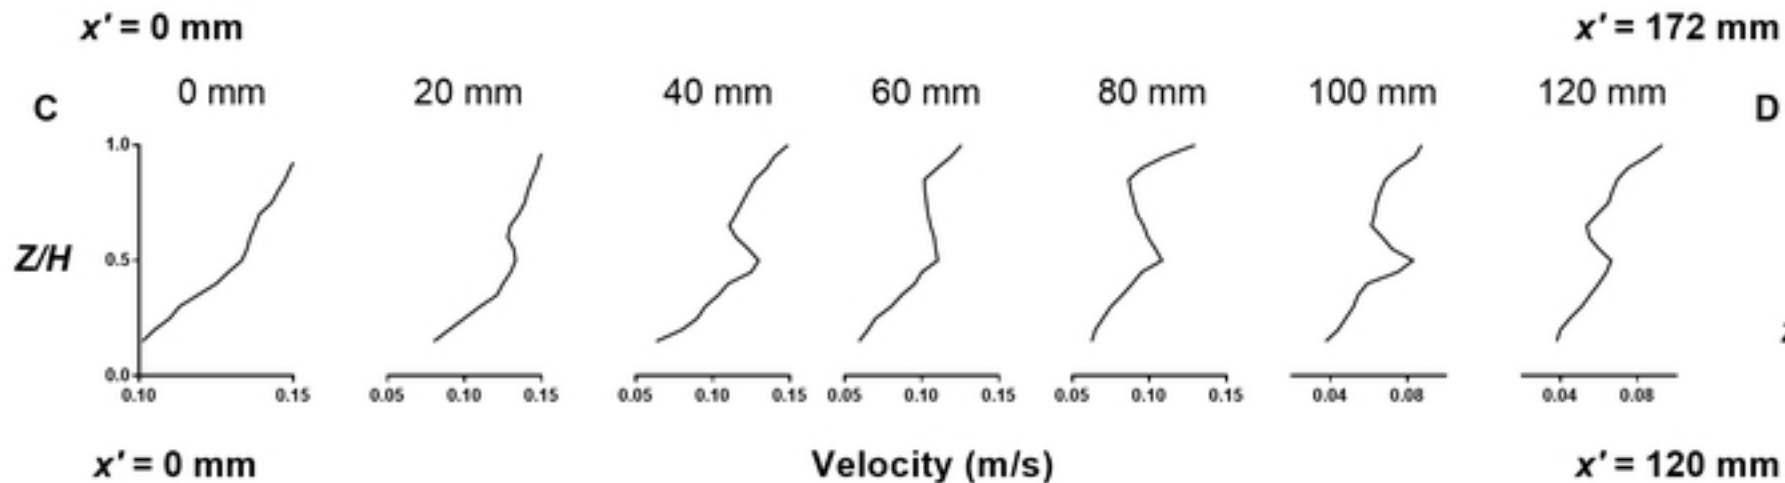 x' = 0 mm x' = 172 mm
C 0 mm 20 mm 40 mm 60 mm 80 mm 100 mm 120 mm D
1.0
Z/H 0.5
0.0
0.10 0.15 0.05 0.10 0.15 0.05 0.10 0.15 0.05 0.10 0.15 0.05 0.10 0.15 0.04 0.08 0.04 0.08
x' = 0 mm Velocity (m/s) x' = 120 mm